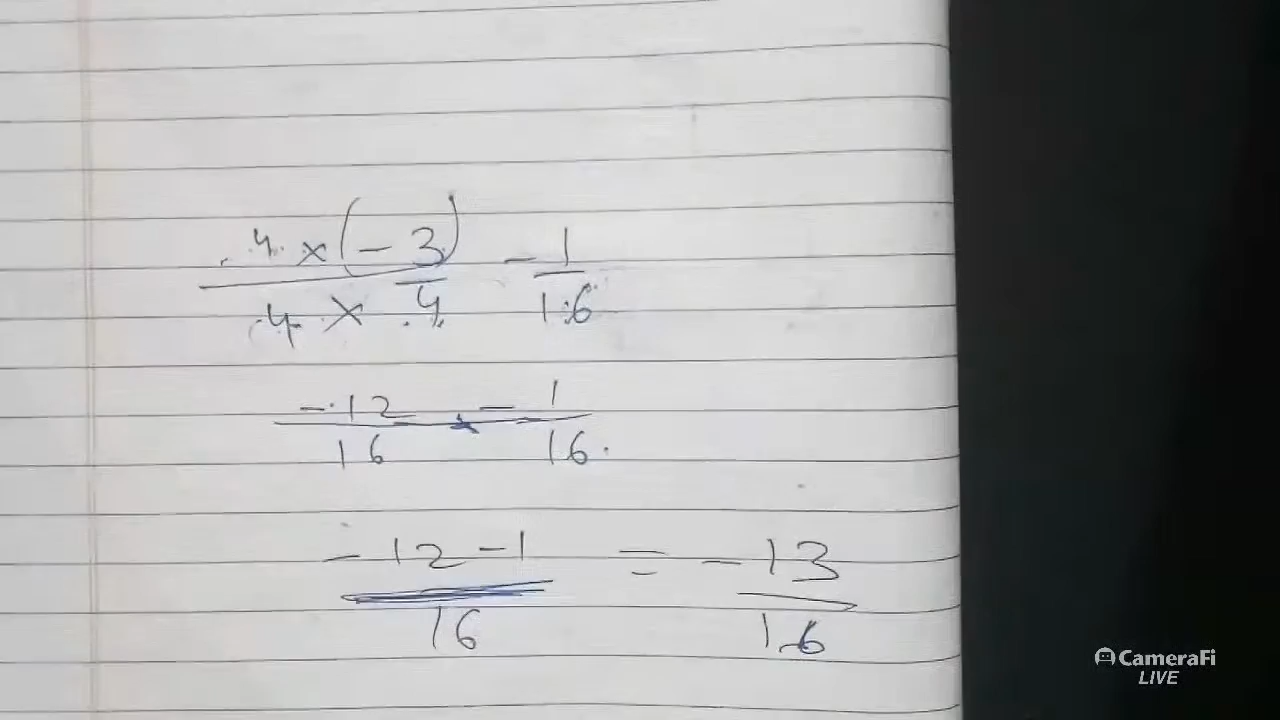 4 × (-3) / 4 × 4 - 1/16
-12/16 - 1/16
-12 -1 / 16 = -13/16
CameraFi
LIVE